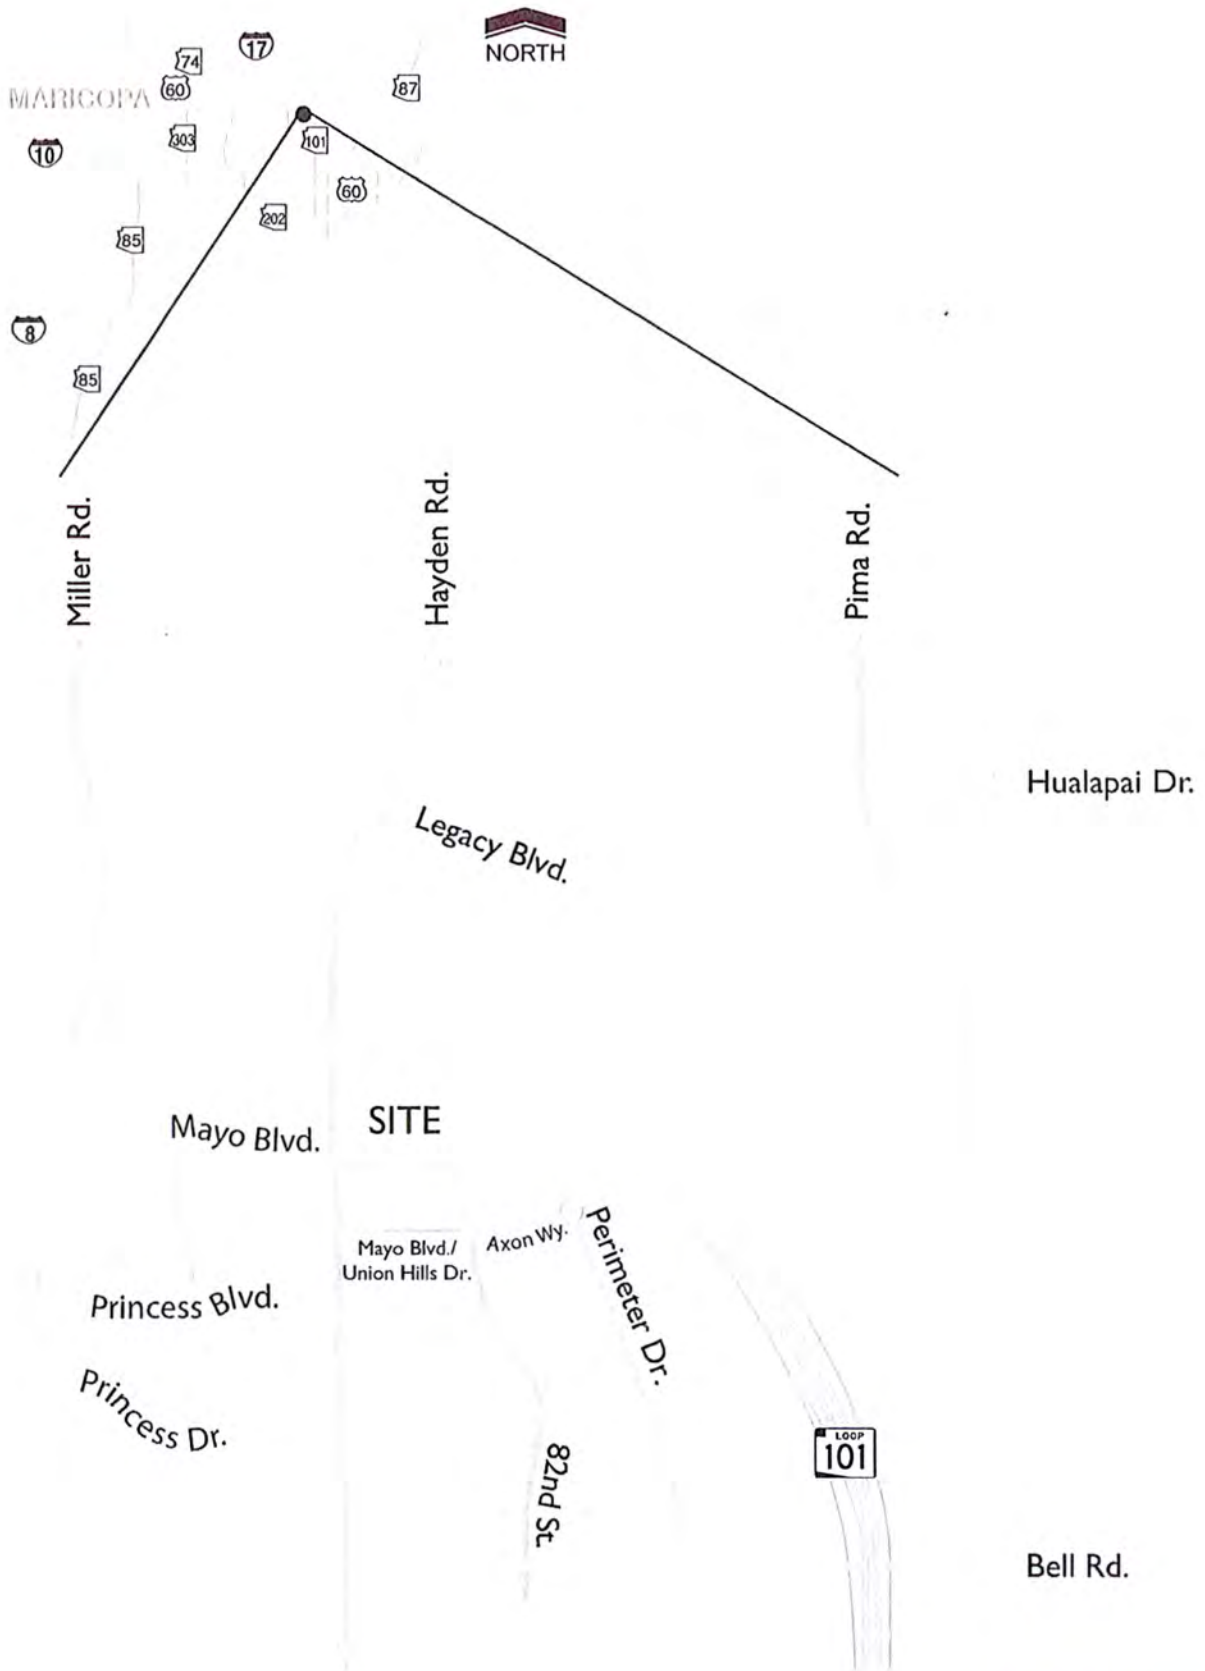 NORTH
17
74
60
87
MARICOPA
303
101
10
60
202
85
8
85
Miller Rd.
Hayden Rd.
Pima Rd.
Hualapai Dr.
Legacy Blvd.
SITE
Mayo Blvd.
Perimeter Dr.
Axon Wy.
Mayo Blvd./
Union Hills Dr.
Princess Blvd.
Princess Dr.
LOOP
101
82nd St.
Bell Rd.